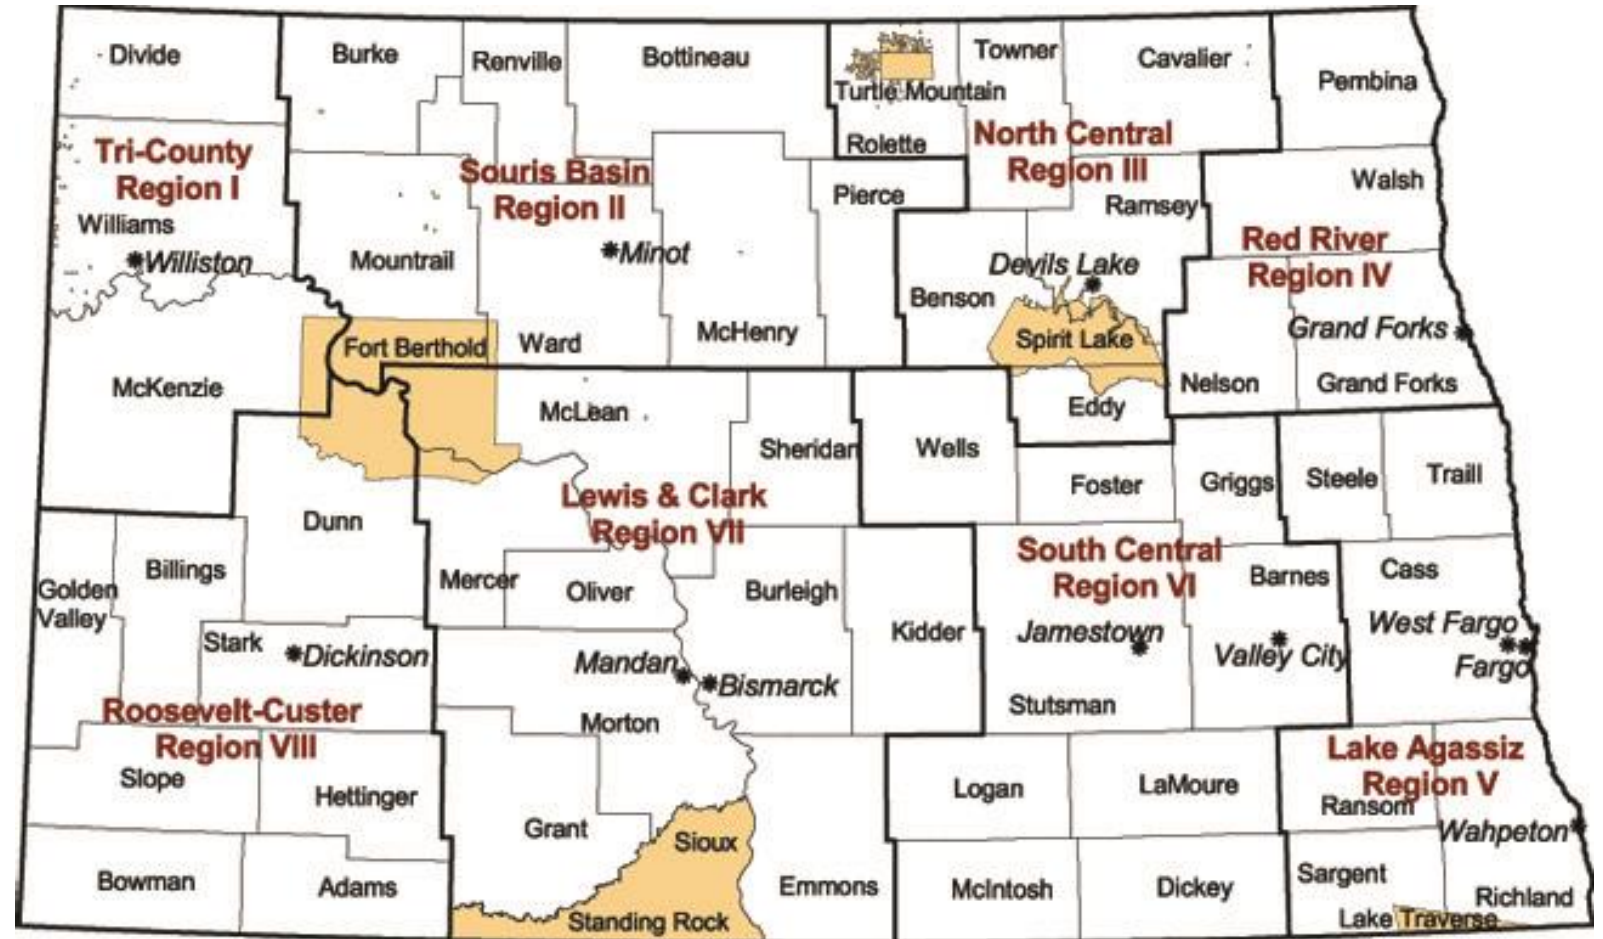 Divide
Burke
Renville
Bottineau
Towner
Cavalier
Pembina
Turtle Mountain
Rolette
North Central
Region III
Tri-County
Region I
Souris Basin
Region II
Pierce
Ramsey
Walsh
Williams
Williston
Mountrail
Minot
Devils Lake
Benson
Red River
Region IV
Grand Forks
Fort Berthold
Ward
McHenry
Spirit Lake
McKenzie
McLean
Eddy
Nelson
Grand Forks
Sheridan
Wells
Foster
Griggs
Steele
Traill
Dunn
Lewis & Clark
Region VII
South Central
Region VI
Golden
Valley
Billings
Mercer
Oliver
Burleigh
Kidder
Barnes
Cass
Stark
Dickinson
Mandan
Bismarck
Jamestown
Valley City
West Fargo
Fargo
Roosevelt-Custer
Region VIII
Morton
Stutsman
Slope
Hettinger
Grant
Sioux
Logan
LaMoure
Lake Agassiz
Region V
Ransom
Wahpeton
Bowman
Adams
Standing Rock
Emmons
McIntosh
Dickey
Sargent
Richland
Lake Traverse